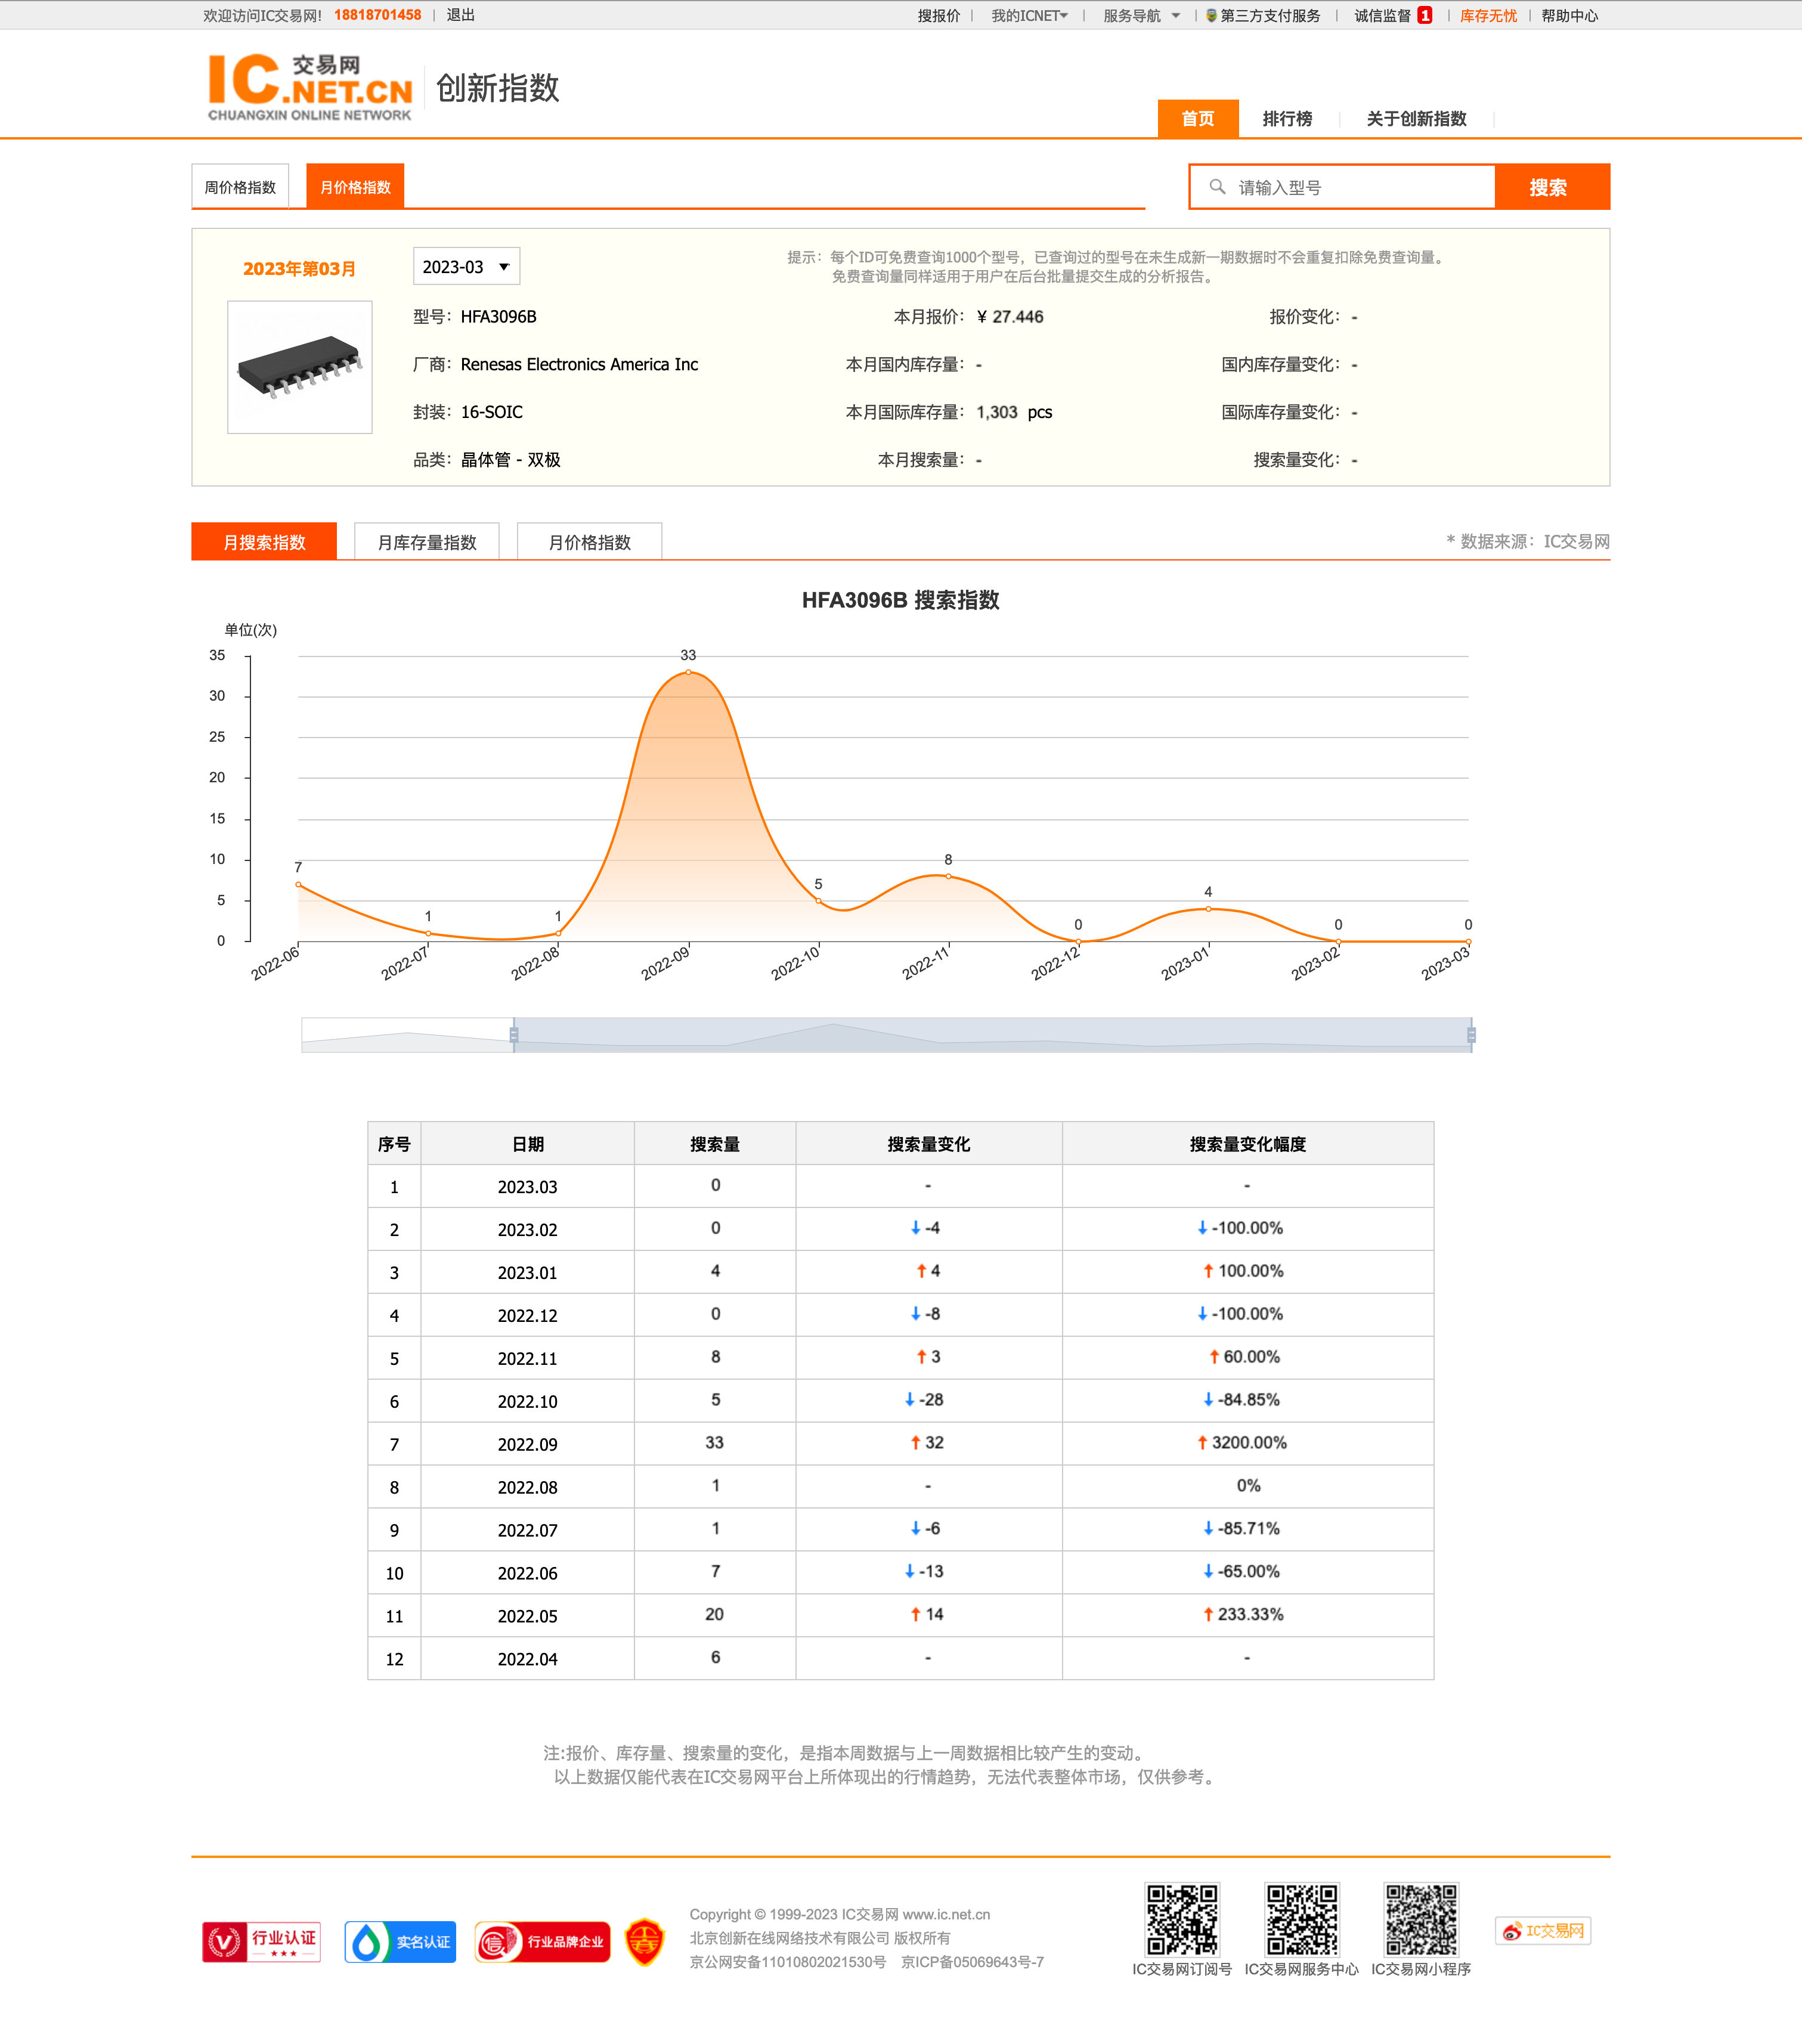 欢迎访问IC交易网! 18818701458 | 退出 搜报价 | 我的ICNET | 服务导航 | 第三方支付服务 | 诚信监督 1 | 库存无忧 | 帮助中心
IC 交易网 .NET.CN
CHUANGXIN ONLINE NETWORK
创新指数
首页 排行榜 关于创新指数
周价格指数 月价格指数 请输入型号 搜索
2023年第03月 2023-03
提示：每个ID可免费查询1000个型号，已查询过的型号在未生成新一期数据时不会重复扣除免费查询量。
免费查询量同样适用于用户在后台批量提交生成的分析报告。
型号：HFA3096B 本月报价：¥ 27.446 报价变化：-
厂商：Renesas Electronics America Inc 本月国内库存量：- 国内库存量变化：-
封装：16-SOIC 本月国际库存量：1,303 pcs 国际库存量变化：-
品类：晶体管 - 双极 本月搜索量：- 搜索量变化：-
月搜索指数 月库存量指数 月价格指数 * 数据来源：IC交易网
HFA3096B 搜索指数
单位(次)
35
30
25
20
15
10
5
0
7 1 1 33 5 8 0 4 0 0
2022-06 2022-07 2022-08 2022-09 2022-10 2022-11 2022-12 2023-01 2023-02 2023-03
序号 日期 搜索量 搜索量变化 搜索量变化幅度
1 2023.03 0 - -
2 2023.02 0 ↓ -4 ↓ -100.00%
3 2023.01 4 ↑ 4 ↑ 100.00%
4 2022.12 0 ↓ -8 ↓ -100.00%
5 2022.11 8 ↑ 3 ↑ 60.00%
6 2022.10 5 ↓ -28 ↓ -84.85%
7 2022.09 33 ↑ 32 ↑ 3200.00%
8 2022.08 1 - 0%
9 2022.07 1 ↓ -6 ↓ -85.71%
10 2022.06 7 ↓ -13 ↓ -65.00%
11 2022.05 20 ↑ 14 ↑ 233.33%
12 2022.04 6 - -
注:报价、库存量、搜索量的变化，是指本周数据与上一周数据相比较产生的变动。
以上数据仅能代表在IC交易网平台上所体现出的行情趋势，无法代表整体市场，仅供参考。
行业认证
实名认证
信 行业品牌企业
Copyright © 1999-2023 IC交易网 www.ic.net.cn
北京创新在线网络技术有限公司 版权所有
京公网安备11010802021530号 京ICP备05069643号-7
IC交易网订阅号 IC交易网服务中心 IC交易网小程序
IC交易网